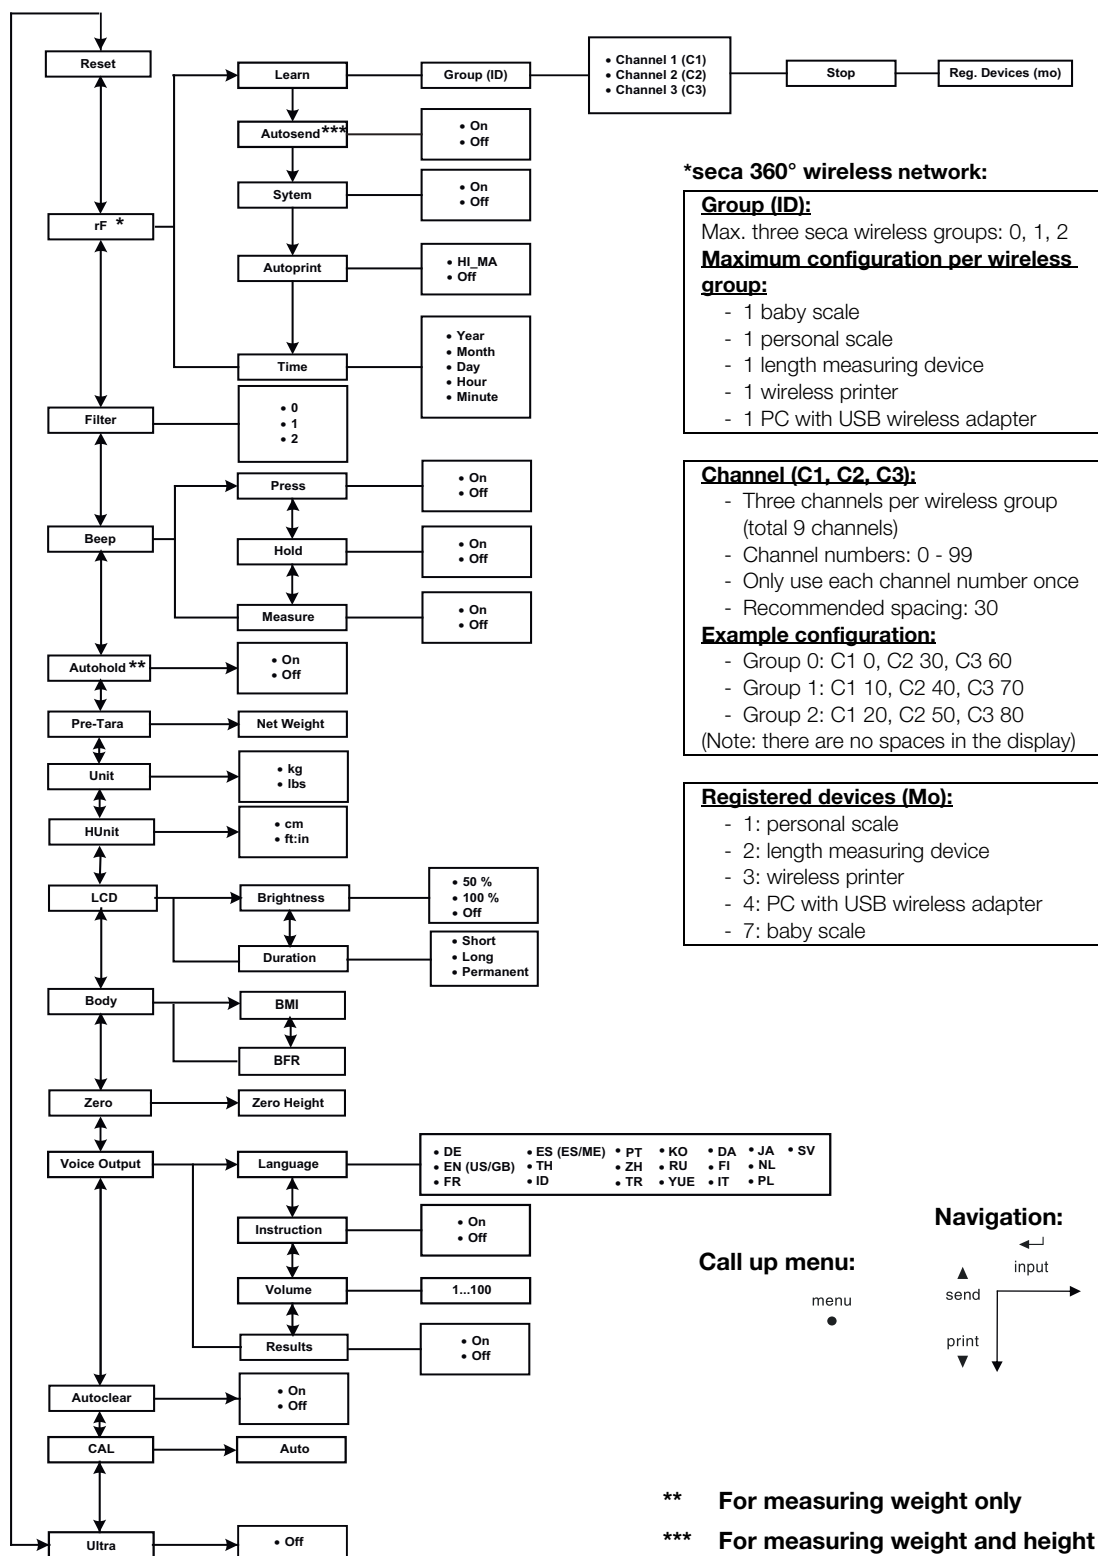 Reset
Learn
Group (ID)
• Channel 1 (C1)
• Channel 2 (C2)
• Channel 3 (C3)
Stop
Reg. Devices (mo)
Autosend***
• On
• Off
Sytem
• On
• Off
rF *
Autoprint
• HI_MA
• Off
Time
• Year
• Month
• Day
• Hour
• Minute
Filter
• 0
• 1
• 2
Beep
Press
• On
• Off
Hold
• On
• Off
Measure
• On
• Off
Autohold **
• On
• Off
Pre-Tara
Net Weight
Unit
• kg
• lbs
HUnit
• cm
• ft:in
LCD
Brightness
• 50 %
• 100 %
• Off
Duration
• Short
• Long
• Permanent
Body
BMI
BFR
Zero
Zero Height
Voice Output
Language
• DE • ES (ES/ME) • PT • KO • DA • JA • SV
• EN (US/GB) • TH • ZH • RU • FI • NL
• FR • ID • TR • YUE • IT • PL
Instruction
• On
• Off
Volume
1...100
Results
• On
• Off
Autoclear
• On
• Off
CAL
Auto
Ultra
• Off
*seca 360° wireless network:
Group (ID):
Max. three seca wireless groups: 0, 1, 2
Maximum configuration per wireless
group:
- 1 baby scale
- 1 personal scale
- 1 length measuring device
- 1 wireless printer
- 1 PC with USB wireless adapter
Channel (C1, C2, C3):
- Three channels per wireless group
(total 9 channels)
- Channel numbers: 0 - 99
- Only use each channel number once
- Recommended spacing: 30
Example configuration:
- Group 0: C1 0, C2 30, C3 60
- Group 1: C1 10, C2 40, C3 70
- Group 2: C1 20, C2 50, C3 80
(Note: there are no spaces in the display)
Registered devices (Mo):
- 1: personal scale
- 2: length measuring device
- 3: wireless printer
- 4: PC with USB wireless adapter
- 7: baby scale
Call up menu:
menu
Navigation:
input
send
print
** For measuring weight only
*** For measuring weight and height